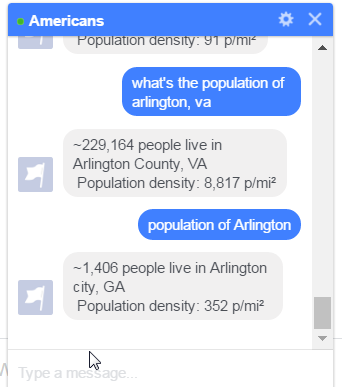 Americans
Population density: 91 p/mi²
what's the population of
arlington, va
~229,164 people live in
Arlington County, VA
Population density: 8,817 p/mi²
population of Arlington
~1,406 people live in Arlington
city, GA
Population density: 352 p/mi²
Type a message...